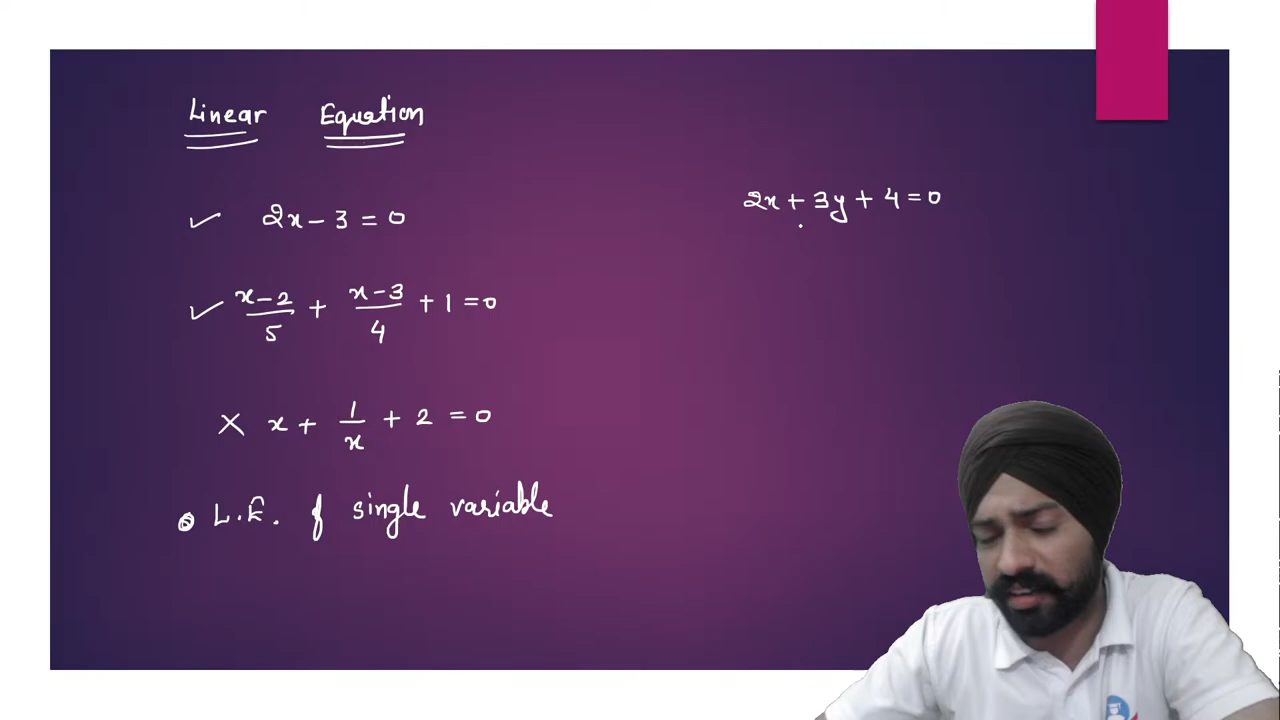 Linear Equation
✓ 2x - 3 = 0
✓ (x-2)/5 + (x-3)/4 + 1 = 0
× x + 1/x + 2 = 0
• L.E. of single variable
2x + 3y + 4 = 0